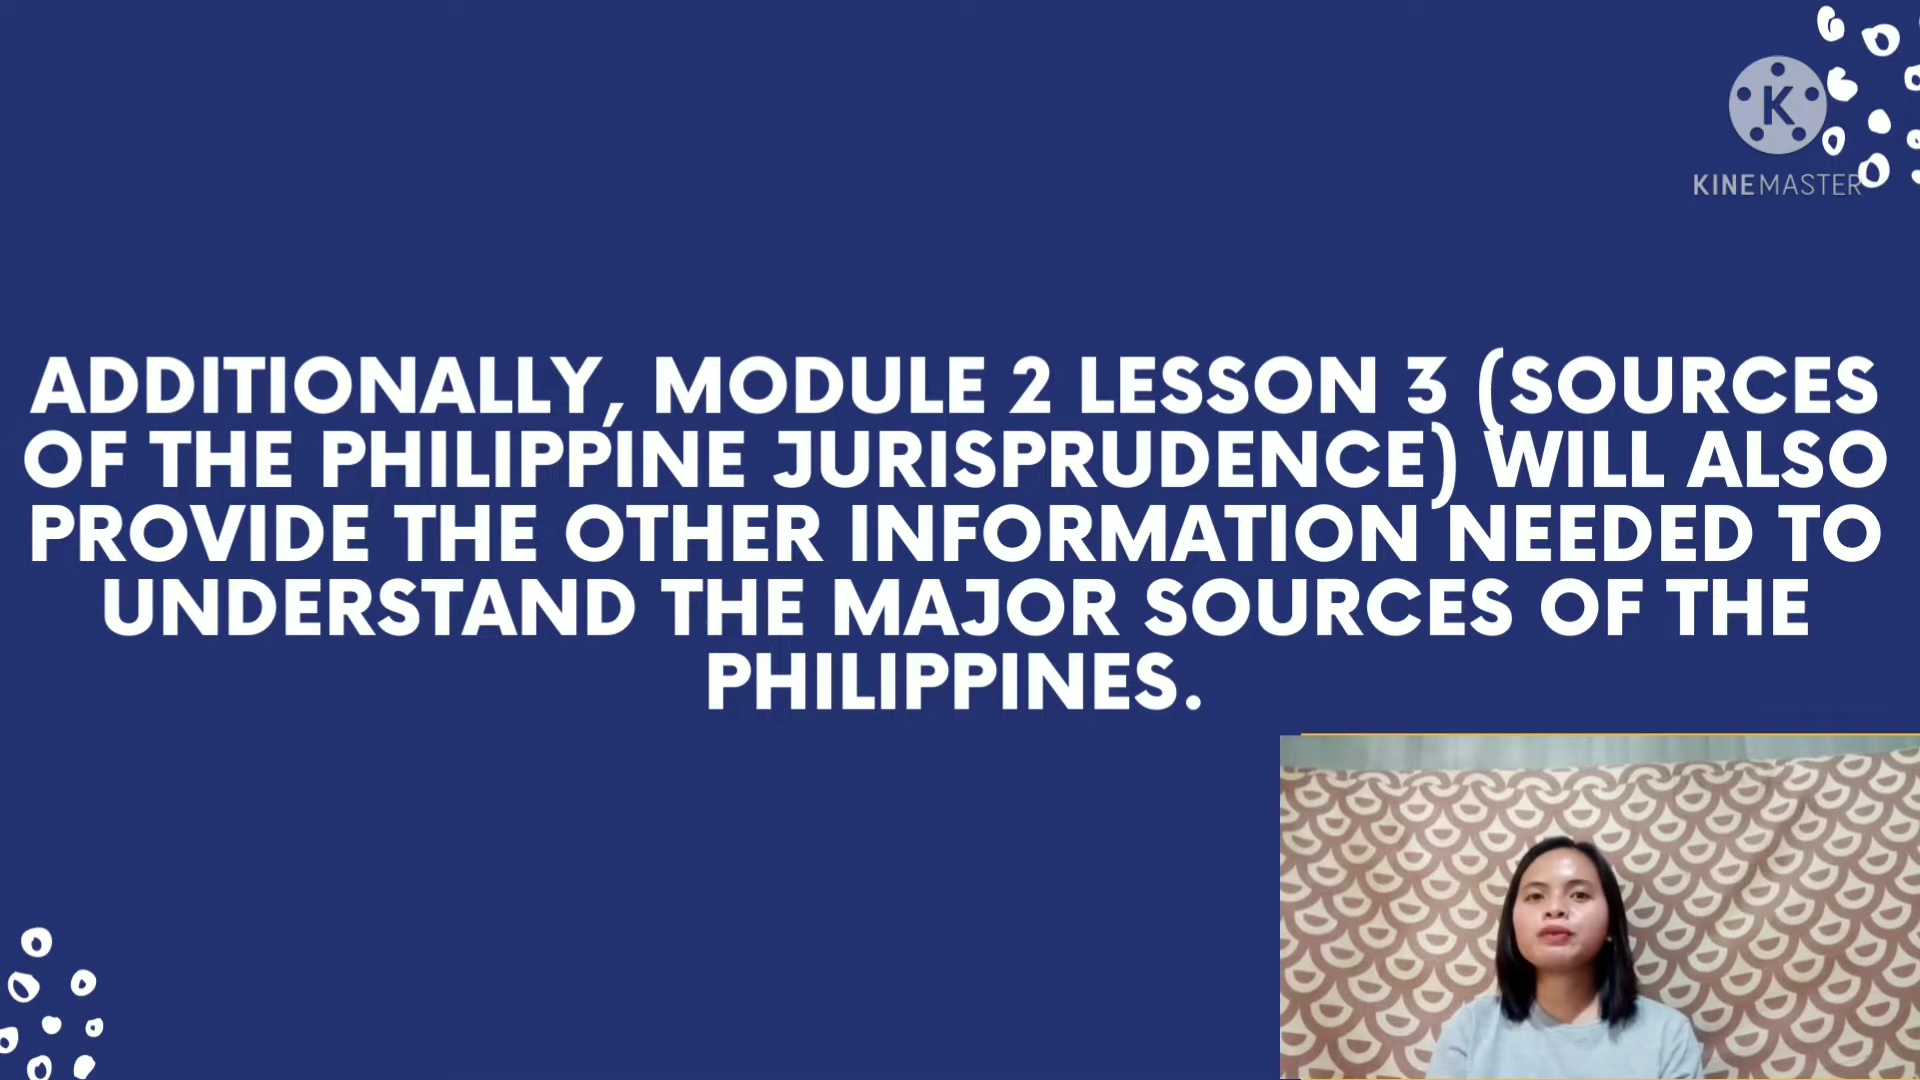 K
KINEMASTER
ADDITIONALLY, MODULE 2 LESSON 3 (SOURCES
OF THE PHILIPPINE JURISPRUDENCE) WILL ALSO
PROVIDE THE OTHER INFORMATION NEEDED TO
UNDERSTAND THE MAJOR SOURCES OF THE
PHILIPPINES.